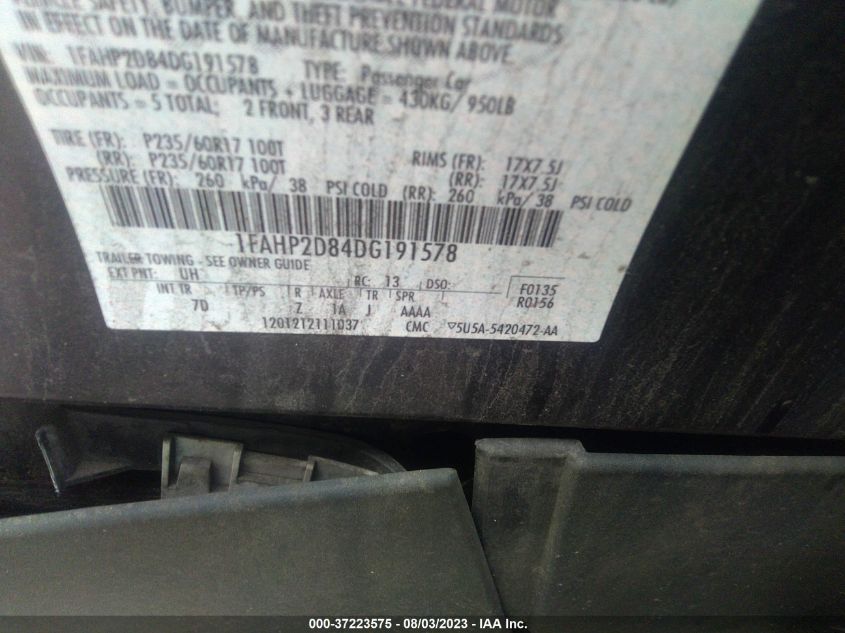 VEHICLE SAFETY, BUMPER, AND THEFT PREVENTION STANDARDS
IN EFFECT ON THE DATE OF MANUFACTURE SHOWN ABOVE.
VIN: 1FAHP2D84DG191578 TYPE: Passenger Car
MAXIMUM LOAD = OCCUPANTS + LUGGAGE = 430KG/ 950LB
OCCUPANTS = 5 TOTAL; 2 FRONT, 3 REAR
TIRE (FR): P235/60R17 100T RIMS (FR): 17X7.5J
(RR): P235/60R17 100T (RR): 17X7.5J
PRESSURE (FR): 260 kPa/ 38 PSI COLD (RR): 260 kPa/ 38 PSI COLD
1FAHP2D84DG191578
TRAILER TOWING - SEE OWNER GUIDE
EXT PNT: UH RC: 13 DSO: F0135
R0156
INT TR TP/PS R AXLE TR SPR
7D Z 1A J AAAA
1201212111037 CMC ▽5U5A-5420472-AA
000-37223575 - 08/03/2023 - IAA Inc.